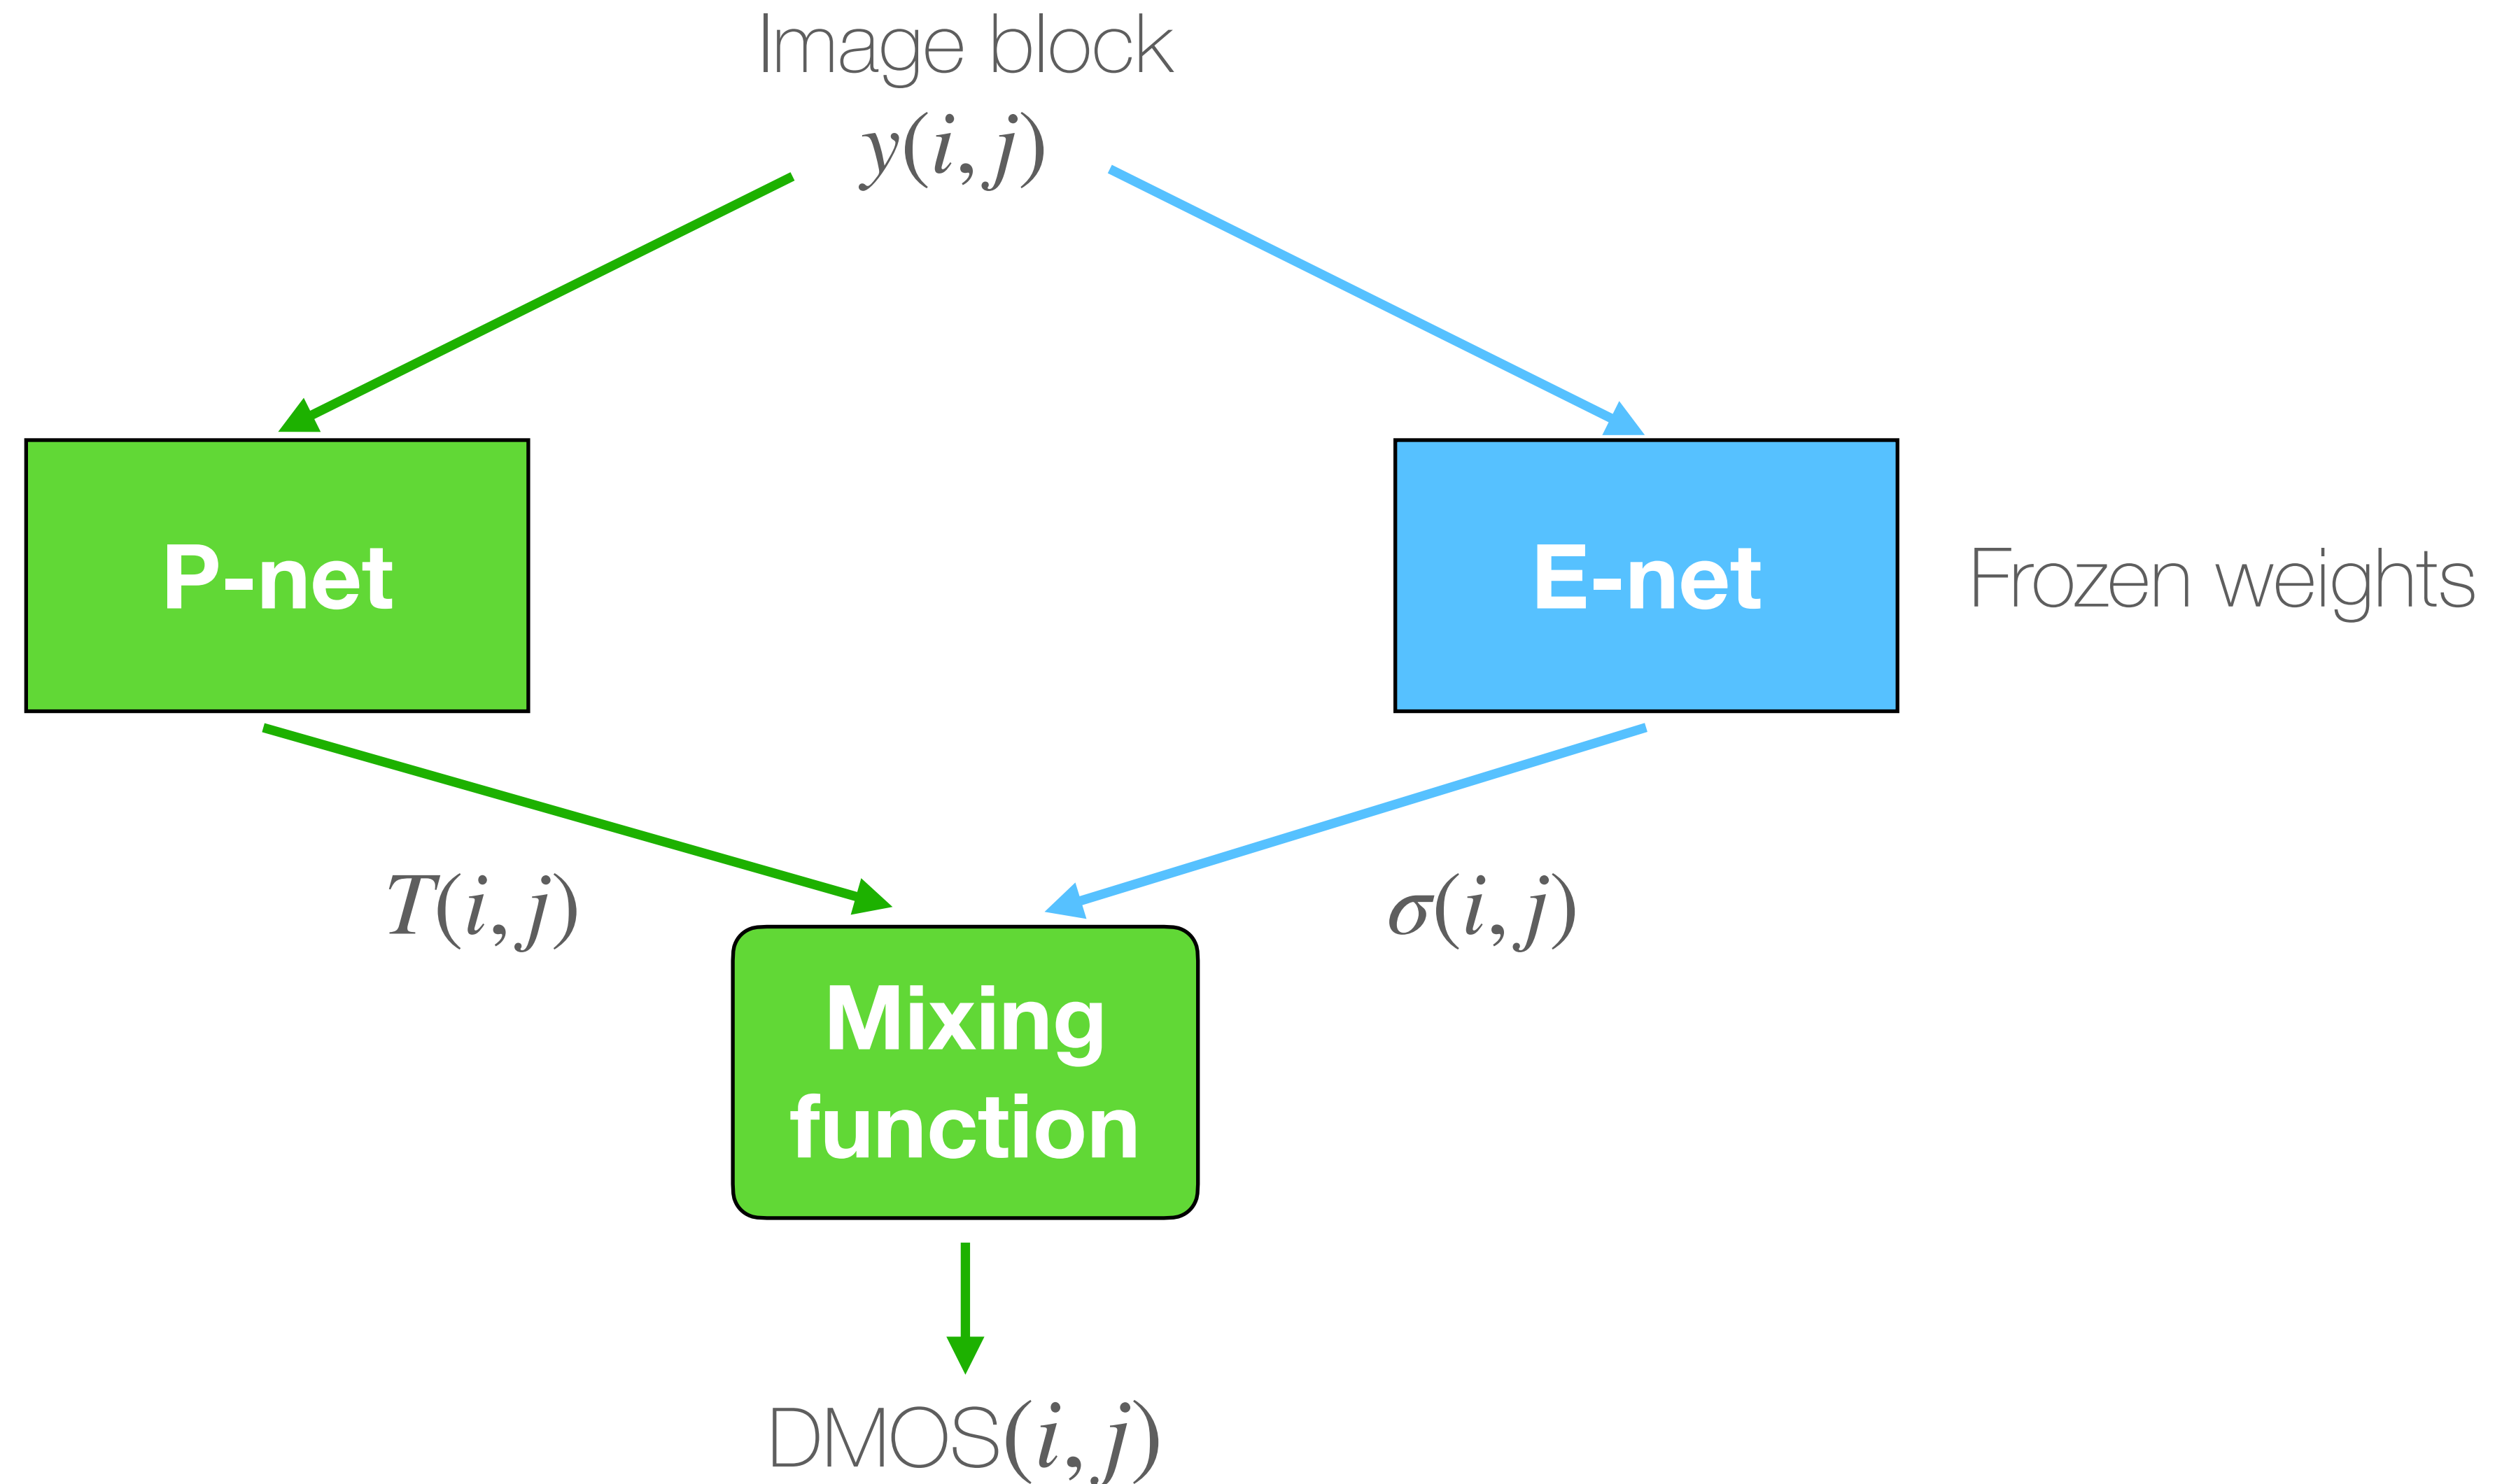 Image block
y(i, j)
P-net
E-net
Frozen weights
T(i, j)
σ(i, j)
Mixing
function
DMOS(i, j)